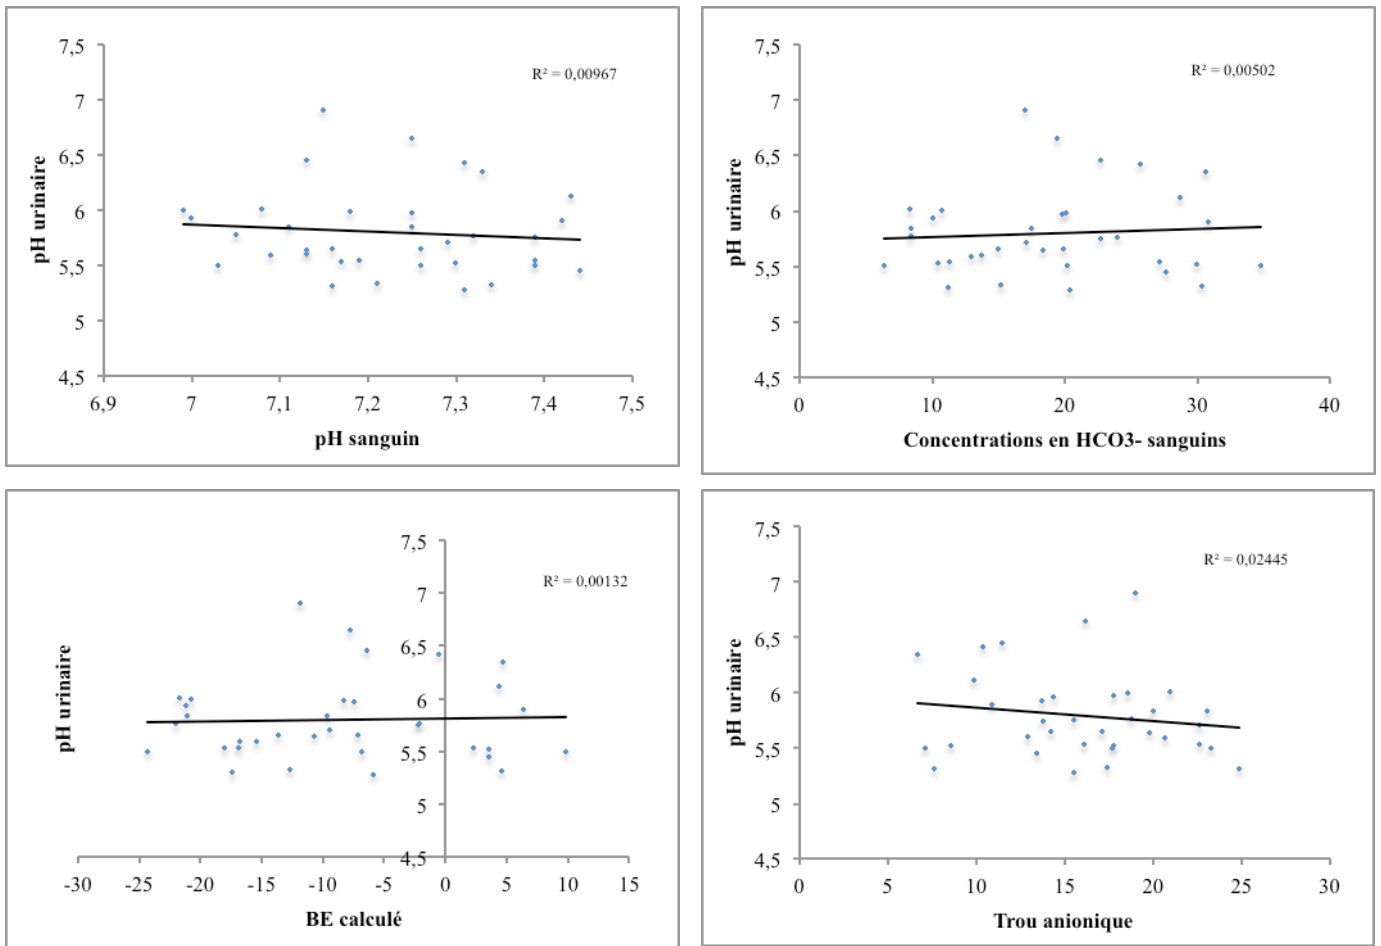 7,5
R² = 0,00967
7
6,5
6
5,5
5
4,5
pH urinaire
6,9 7 7,1 7,2 7,3 7,4 7,5
pH sanguin
7,5
R² = 0,00502
7
6,5
6
5,5
5
4,5
pH urinaire
0 10 20 30 40
Concentrations en HCO3- sanguins
7,5
R² = 0,00132
7
6,5
6
5,5
5
4,5
pH urinaire
-30 -25 -20 -15 -10 -5 0 5 10 15
BE calculé
7,5
R² = 0,02445
7
6,5
6
5,5
5
4,5
pH urinaire
0 5 10 15 20 25 30
Trou anionique